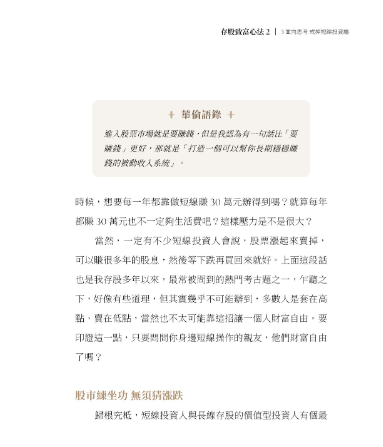 存股致富心法 2 | 3 面向思考 戒掉短線投資癮
華倫語錄
進入股票市場就是要賺錢，但是我認為有一句話比「要
賺錢」更好，那就是「打造一個可以幫你長期穩穩賺
錢的被動收入系統」。
時候，想要每一年都靠做短線賺 30 萬元辦得到嗎？就算每年
都賺 30 萬元也不一定夠生活費吧？這樣壓力是不是很大？
當然，一定有不少短線投資人會說，股票漲起來賣掉，
可以賺很多年的股息，然後等下跌再買回來就好。上面這段話
也是我存股多年以來，最常被問到的熱門考古題之一，乍聽之
下，好像有些道理，但其實幾乎不可能辦到，多數人是套在高
點、賣在低點，當然也不太可能靠這招讓一個人財富自由。要
印證這一點，只要問問你身邊短線操作的親友，他們財富自由
了嗎？
股市練坐功 無須猜漲跌
歸根究柢，短線投資人與長線存股的價值型投資人有個最